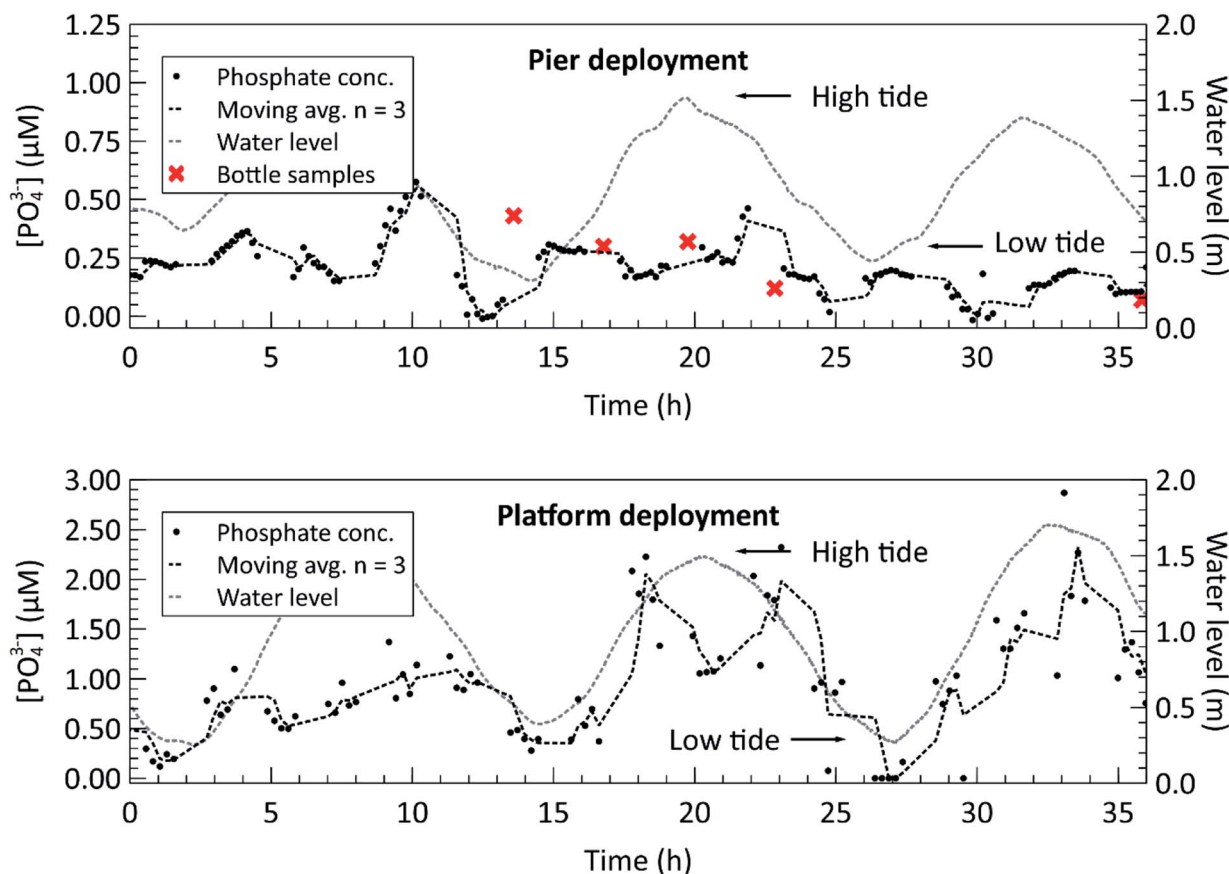 Pier deployment
Phosphate conc.
Moving avg. n = 3
Water level
Bottle samples
High tide
Low tide
[PO₄³⁻] (µM)
1.25
1.00
0.75
0.50
0.25
0.00
Water level (m)
2.0
1.5
1.0
0.5
0.0
0 5 10 15 20 25 30 35
Time (h)
Platform deployment
Phosphate conc.
Moving avg. n = 3
Water level
High tide
Low tide
[PO₄³⁻] (µM)
3.00
2.50
2.00
1.50
1.00
0.50
0.00
Water level (m)
2.0
1.5
1.0
0.5
0.0
0 5 10 15 20 25 30 35
Time (h)